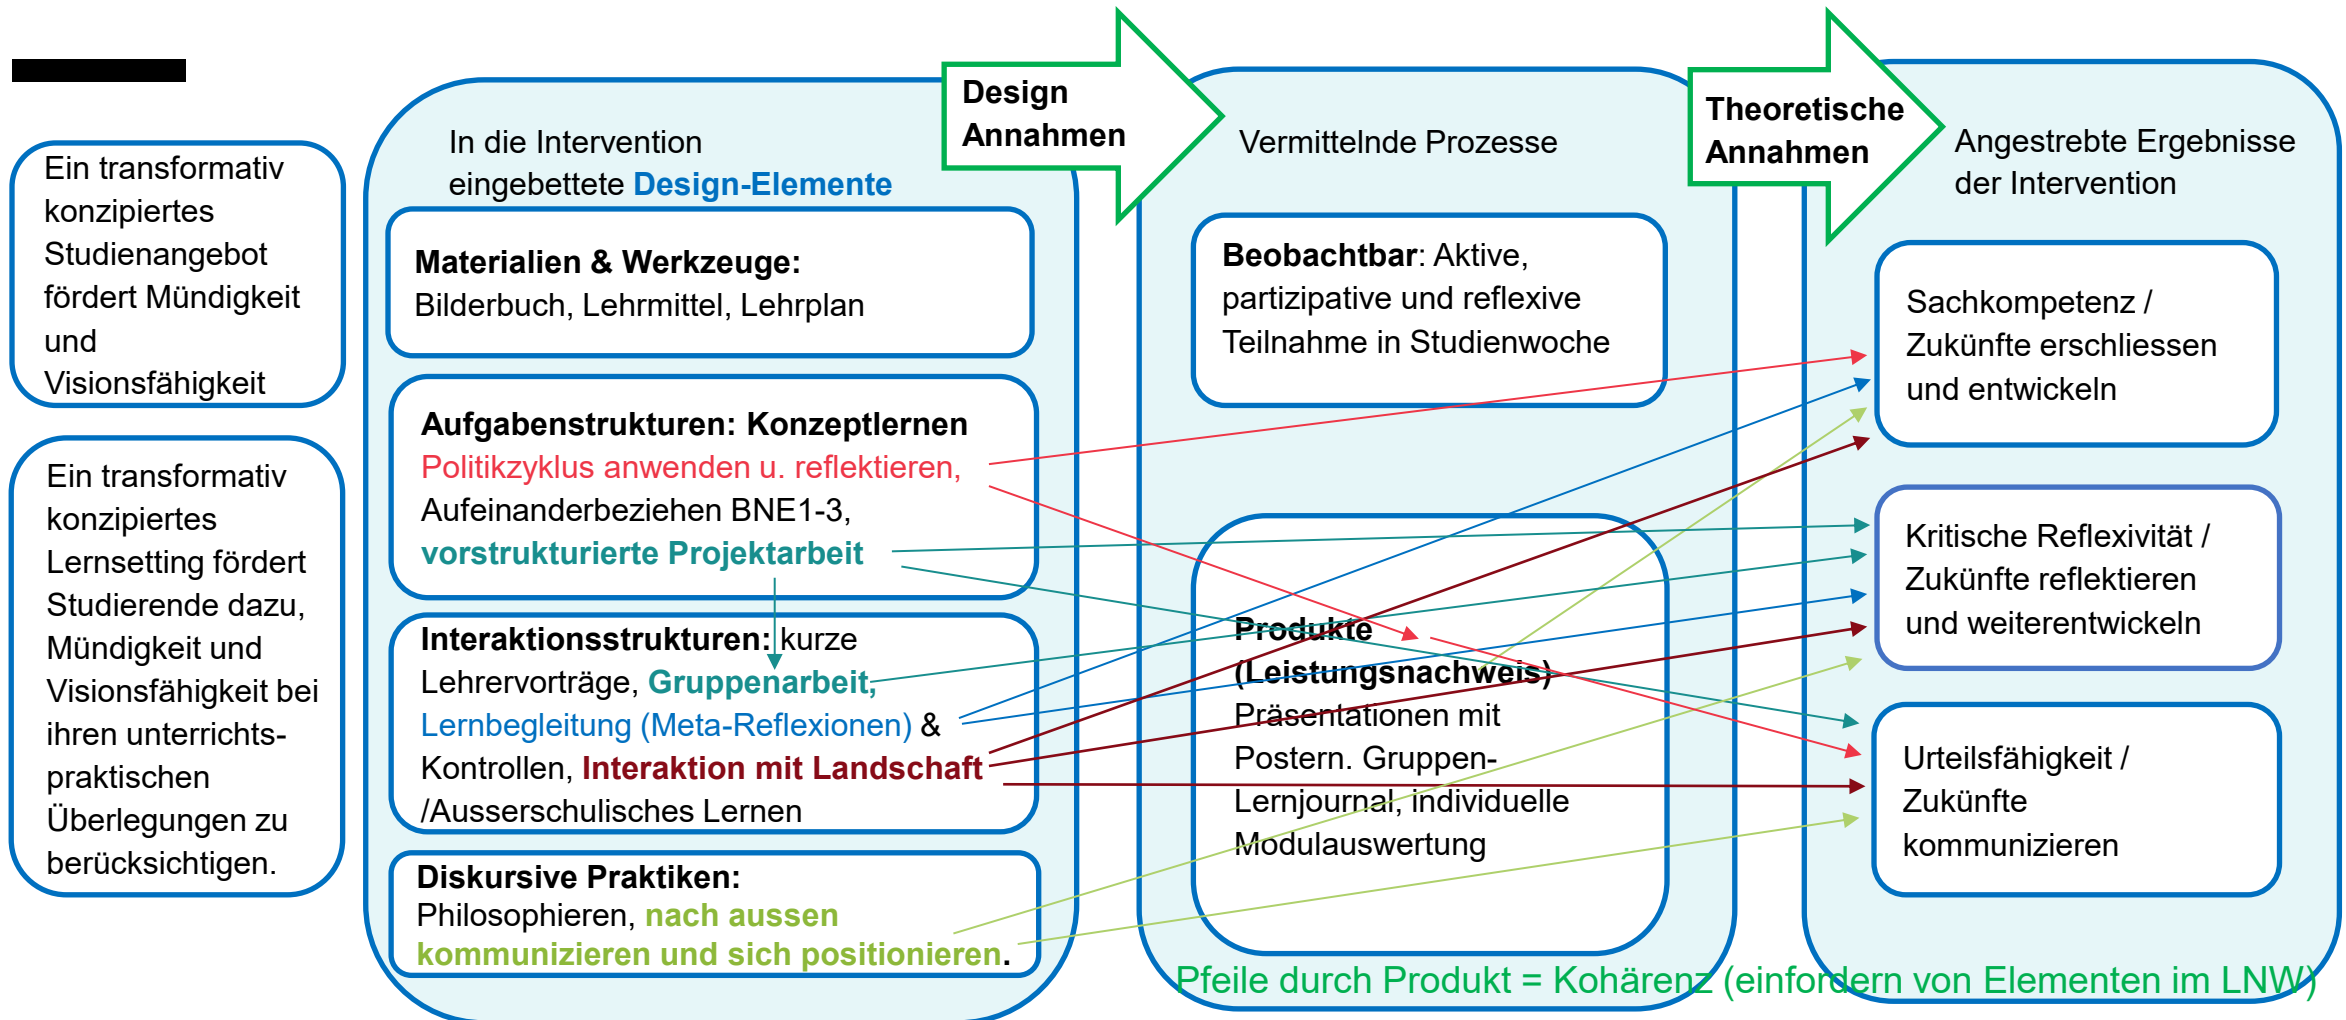 Ein transformativ
konzipiertes
Studienangebot
fördert Mündigkeit
und
Visionsfähigkeit
Ein transformativ
konzipiertes
Lernsetting fördert
Studierende dazu,
Mündigkeit und
Visionsfähigkeit bei
ihren unterrichts-
praktischen
Überlegungen zu
berücksichtigen.
In die Intervention
eingebettete Design-Elemente
Materialien & Werkzeuge:
Bilderbuch, Lehrmittel, Lehrplan
Aufgabenstrukturen: Konzeptlernen
Politikzyklus anwenden u. reflektieren,
Aufeinanderbeziehen BNE1-3,
vorstrukturierte Projektarbeit
Interaktionsstrukturen: kurze
Lehrervorträge, Gruppenarbeit,
Lernbegleitung (Meta-Reflexionen) &
Kontrollen, Interaktion mit Landschaft
/Ausserschulisches Lernen
Diskursive Praktiken:
Philosophieren, nach aussen
kommunizieren und sich positionieren.
Design
Annahmen
Vermittelnde Prozesse
Beobachtbar: Aktive,
partizipative und reflexive
Teilnahme in Studienwoche
Produkte
(Leistungsnachweis)
Präsentationen mit
Postern. Gruppen-
Lernjournal, individuelle
Modulauswertung
Theoretische
Annahmen
Angestrebte Ergebnisse
der Intervention
Sachkompetenz /
Zukünfte erschliessen
und entwickeln
Kritische Reflexivität /
Zukünfte reflektieren
und weiterentwickeln
Urteilsfähigkeit /
Zukünfte
kommunizieren
Pfeile durch Produkt = Kohärenz (einfordern von Elementen im LNW)